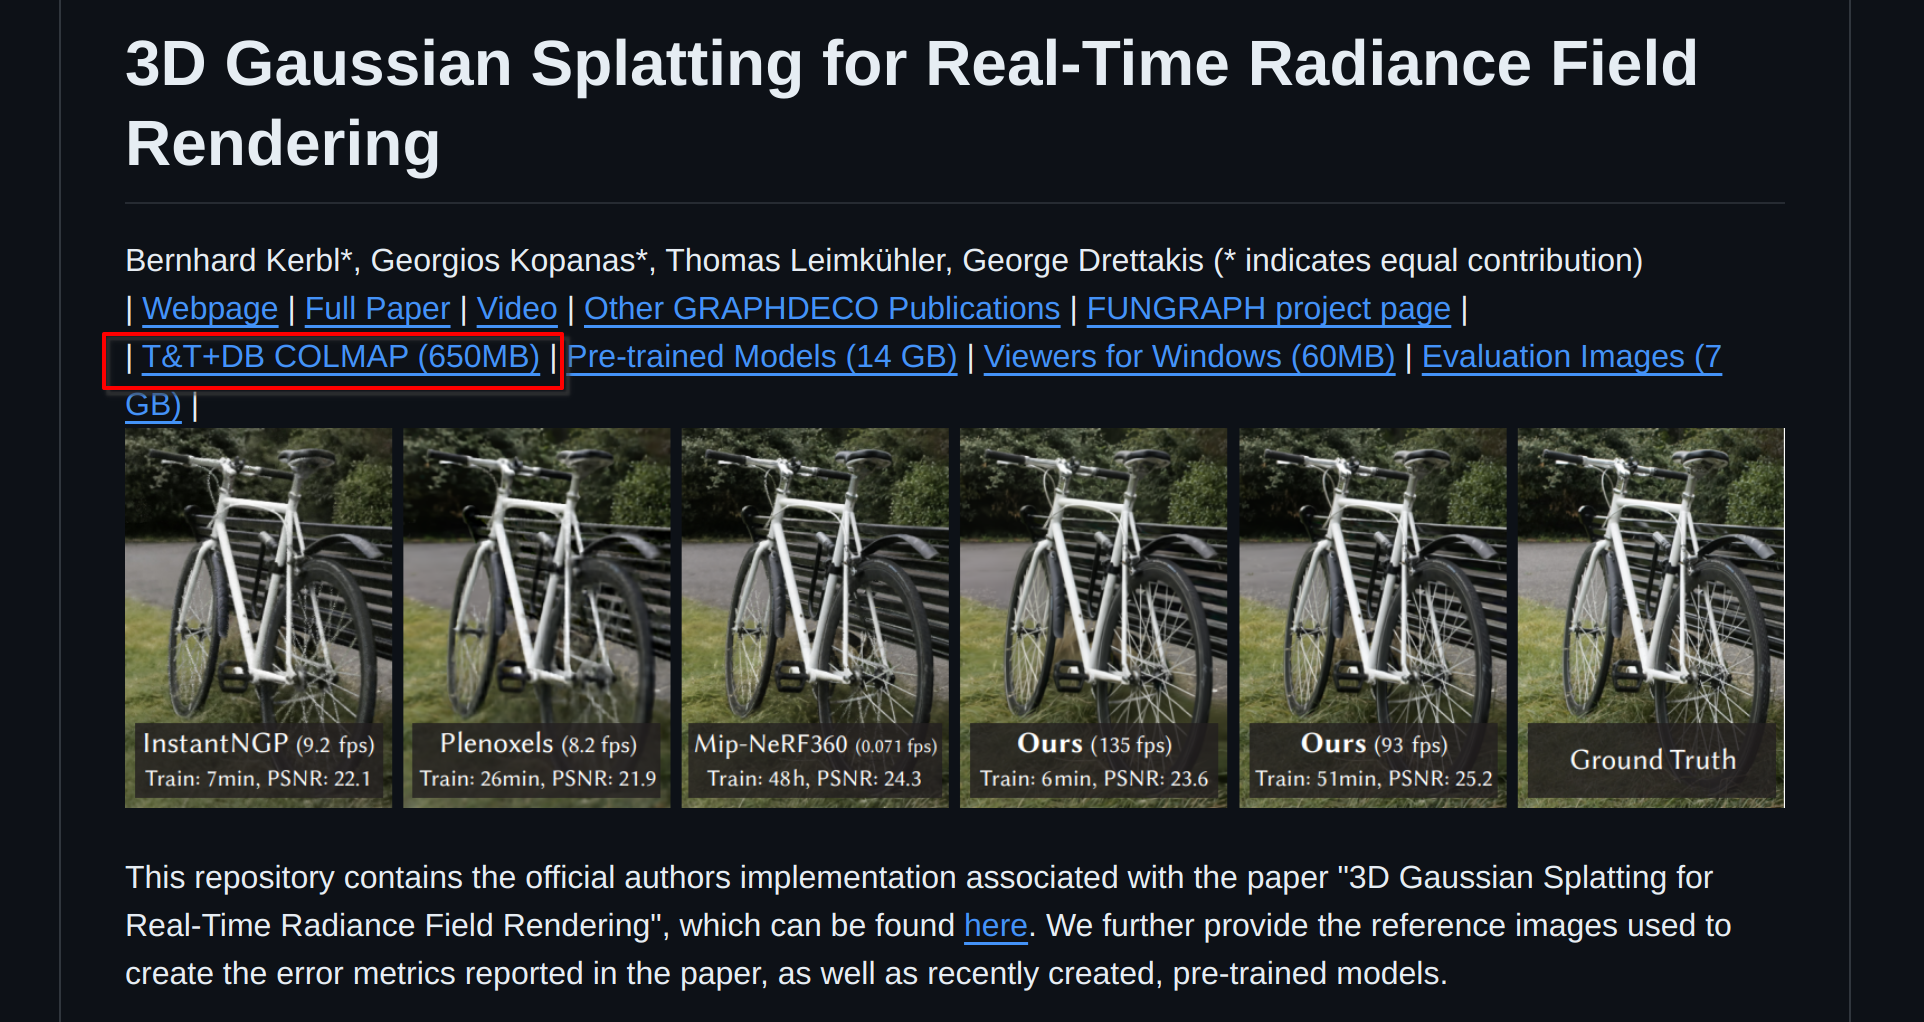 3D Gaussian Splatting for Real-Time Radiance Field
Rendering
Bernhard Kerbl*, Georgios Kopanas*, Thomas Leimkühler, George Drettakis (* indicates equal contribution)
| Webpage | Full Paper | Video | Other GRAPHDECO Publications | FUNGRAPH project page |
| T&T+DB COLMAP (650MB) | Pre-trained Models (14 GB) | Viewers for Windows (60MB) | Evaluation Images (7
GB) |
InstantNGP (9.2 fps)
Train: 7min, PSNR: 22.1
Plenoxels (8.2 fps)
Train: 26min, PSNR: 21.9
Mip-NeRF360 (0.071 fps)
Train: 48h, PSNR: 24.3
Ours (135 fps)
Train: 6min, PSNR: 23.6
Ours (93 fps)
Train: 51min, PSNR: 25.2
Ground Truth
This repository contains the official authors implementation associated with the paper "3D Gaussian Splatting for
Real-Time Radiance Field Rendering", which can be found here. We further provide the reference images used to
create the error metrics reported in the paper, as well as recently created, pre-trained models.